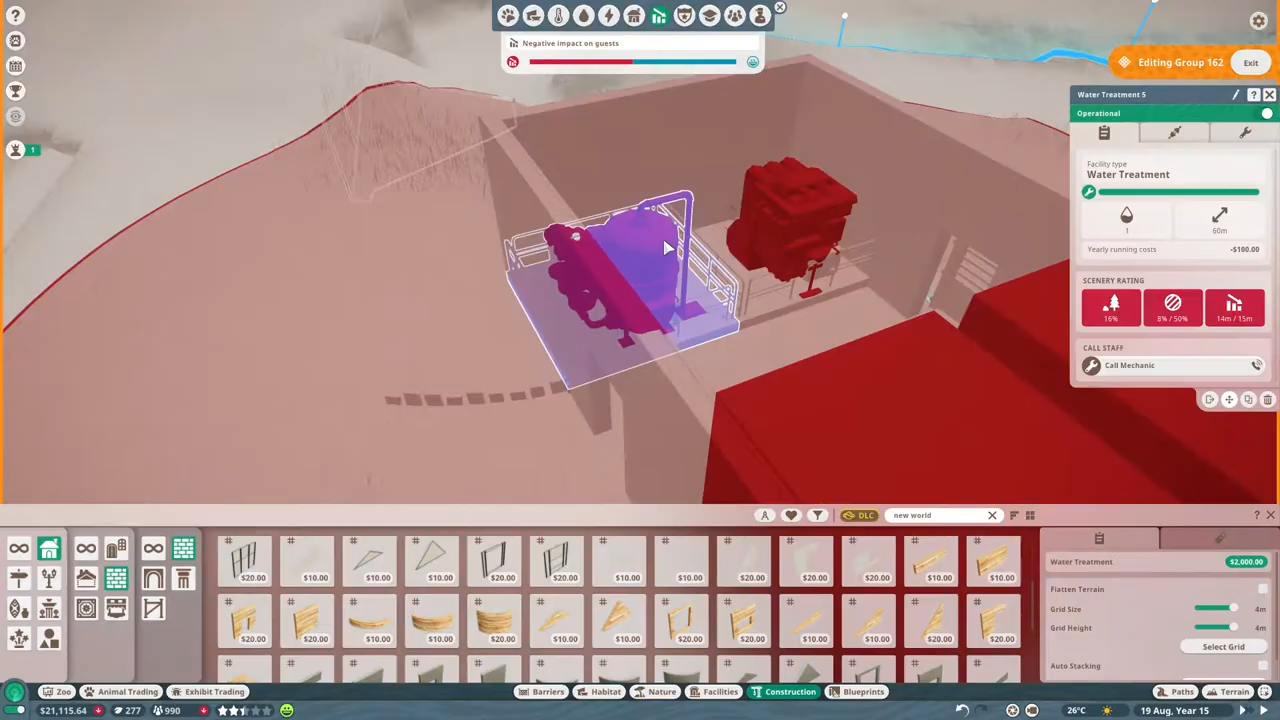 Negative impact on guests
Editing Group 162
Exit
1
Water Treatment 5
Operational
Facility type
Water Treatment
1
60m
Yearly running costs
-$100.00
SCENERY RATING
16%
8% / 50%
14m / 15m
CALL STAFF
Call Mechanic
DLC
new world
$20.00 $10.00 $10.00 $10.00 $20.00 $20.00 $10.00 $10.00 $20.00 $10.00 $20.00 $10.00 $20.00
$20.00 $20.00 $10.00 $20.00 $20.00 $10.00 $10.00 $20.00 $20.00 $10.00 $10.00 $20.00 $20.00
Water Treatment
$2,000.00
Flatten Terrain
Grid Size
4m
Grid Height
4m
Select Grid
Auto Stacking
Zoo
Animal Trading
Exhibit Trading
Barriers
Habitat
Nature
Facilities
Construction
Blueprints
Paths
Terrain
$21,115.64
277
990
26°C
19 Aug, Year 15